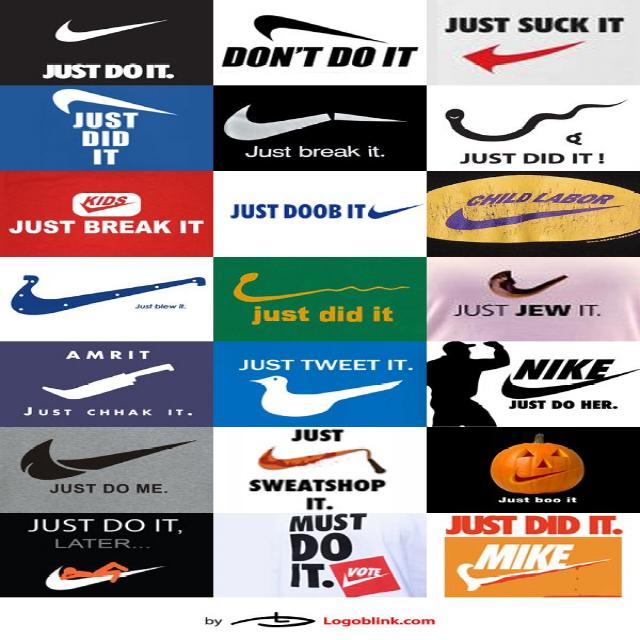 JUST DO IT.
DON'T DO IT
JUST SUCK IT
JUST
DID
IT
Just break it.
JUST DID IT !
KIDS
JUST BREAK IT
JUST DOOB IT
CHILD LABOR
Just blew it.
just did it
JUST JEW IT.
AMRIT
JUST CHHAK IT.
JUST TWEET IT.
NIKE
JUST DO HER.
JUST DO ME.
JUST
SWEATSHOP
IT.
Just boo it
JUST DO IT,
LATER...
MUST
DO
IT.
VOTE
JUST DID IT.
MIKE
by Logoblink.com